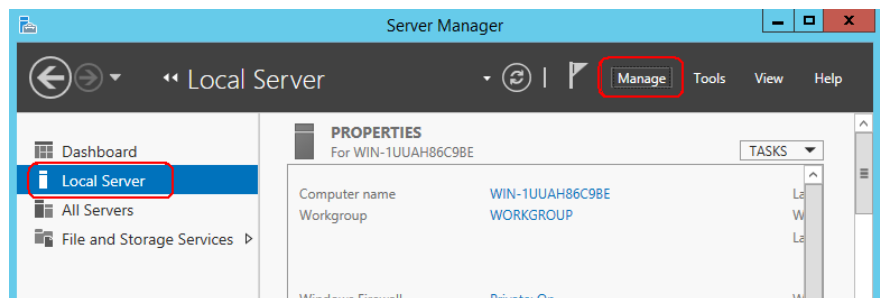 Server Manager
Local Server
Manage Tools View Help
PROPERTIES
For WIN-1UUAH86C9BE
TASKS
Dashboard
Local Server
All Servers
File and Storage Services
Computer name WIN-1UUAH86C9BE
Workgroup WORKGROUP